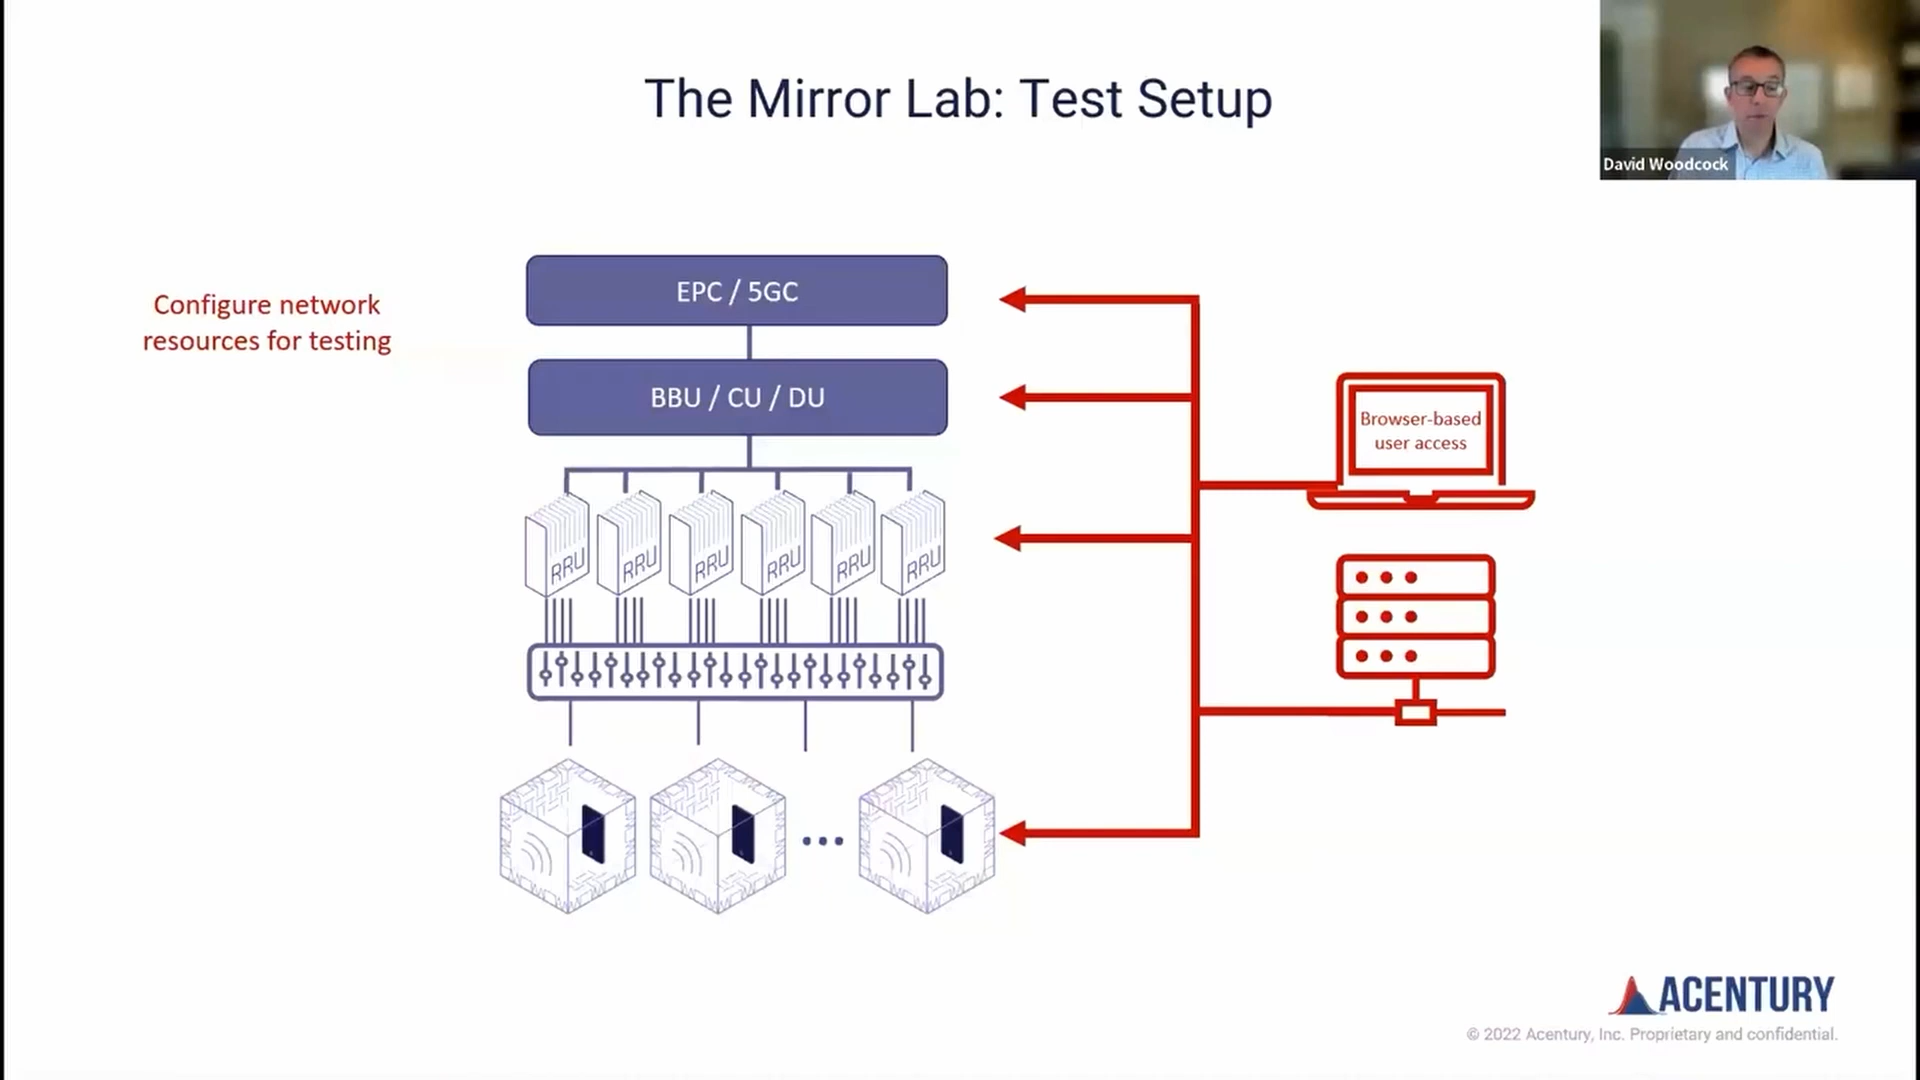 The Mirror Lab: Test Setup
David Woodcock
Configure network
resources for testing
EPC / 5GC
BBU / CU / DU
RRU
RRU
RRU
RRU
RRU
RRU
Browser-based
user access
ACENTURY
© 2022 Acentury, Inc. Proprietary and confidential.